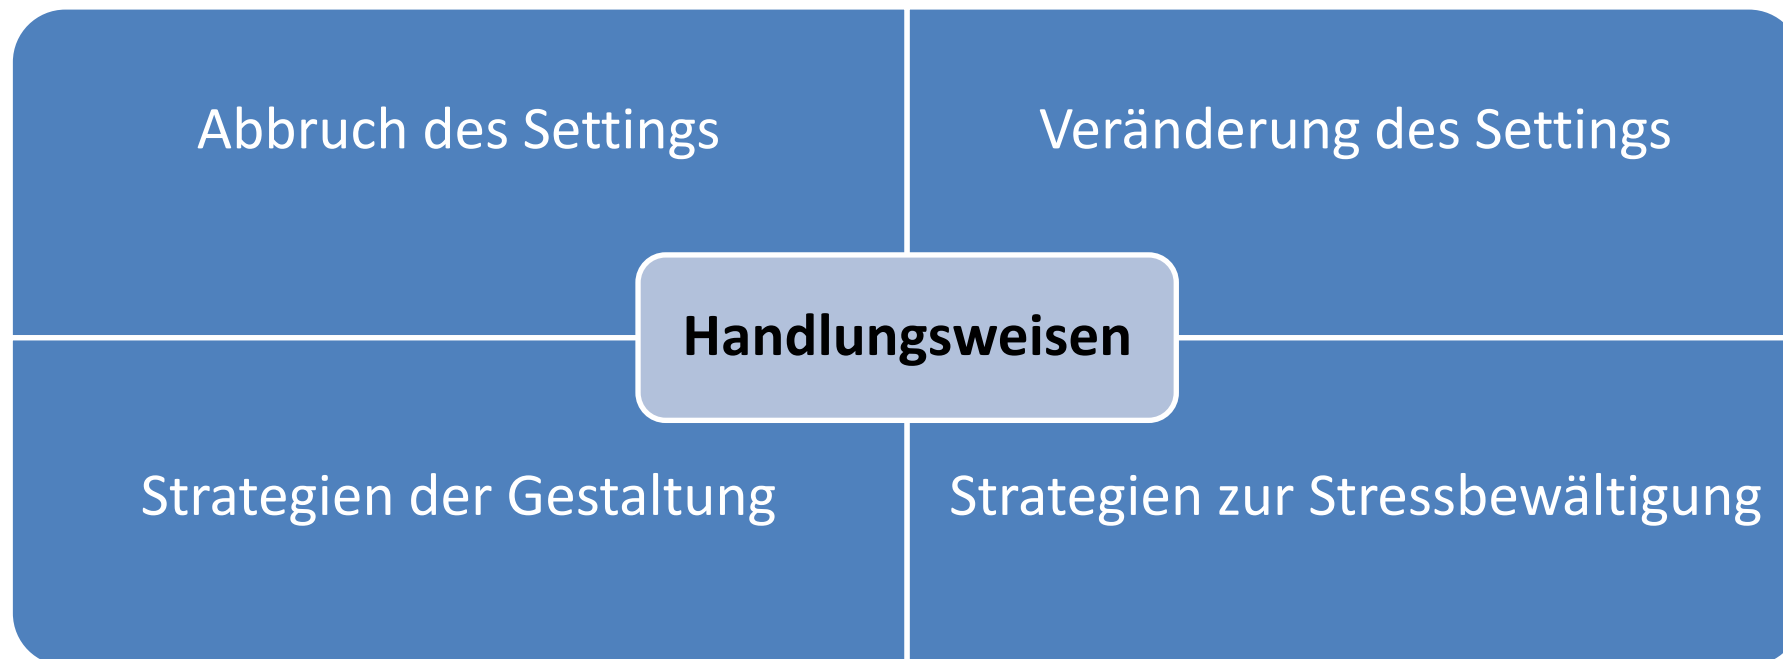 Abbruch des Settings
Veränderung des Settings
Handlungsweisen
Strategien der Gestaltung
Strategien zur Stressbewältigung